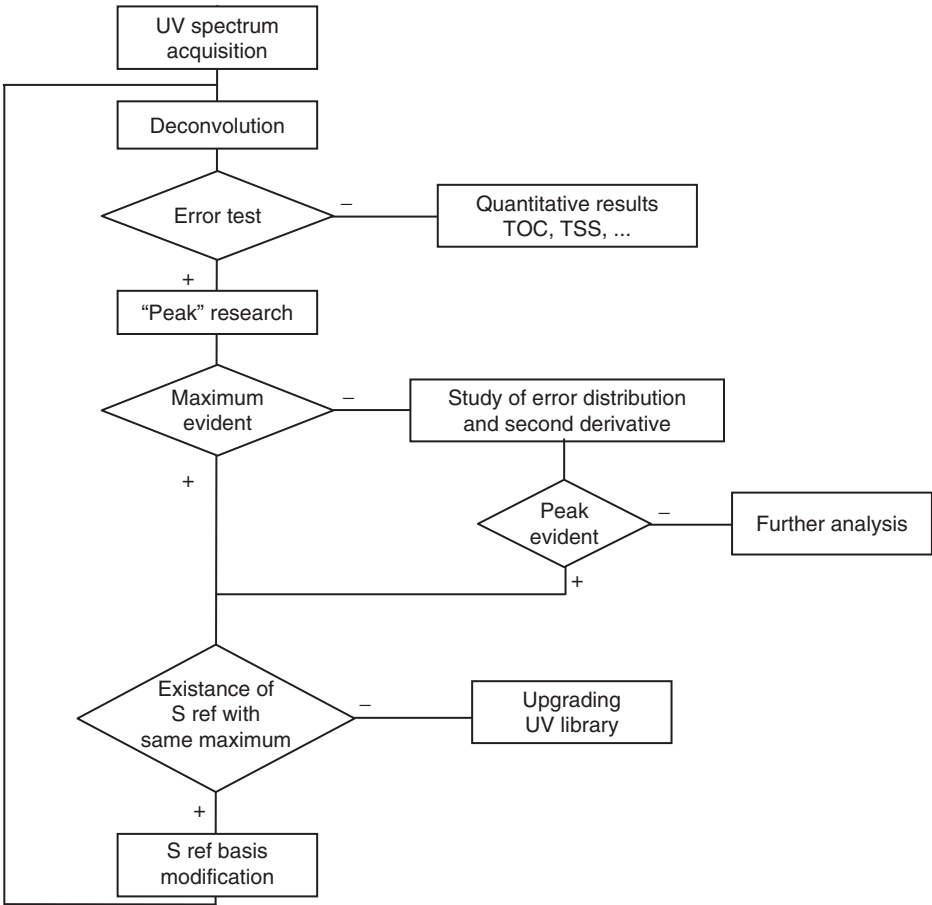 UV spectrum
acquisition
Deconvolution
Error test
–
Quantitative results
TOC, TSS, ...
+
“Peak” research
Maximum
evident
–
Study of error distribution
and second derivative
+
Peak
evident
–
Further analysis
+
Existance of
S ref with
same maximum
–
Upgrading
UV library
+
S ref basis
modification